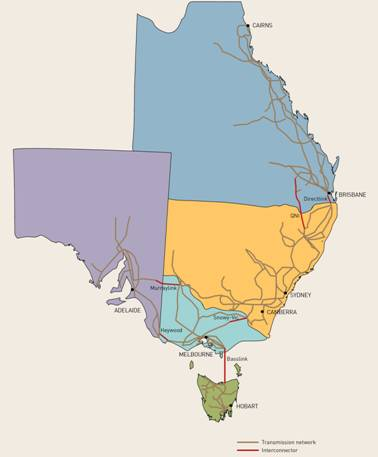 CAIRNS
BRISBANE
Directlink
QNI
SYDNEY
Murraylink
CANBERRA
ADELAIDE
Snowy-Vic
Heywood
MELBOURNE
Basslink
HOBART
Transmission network
Interconnector